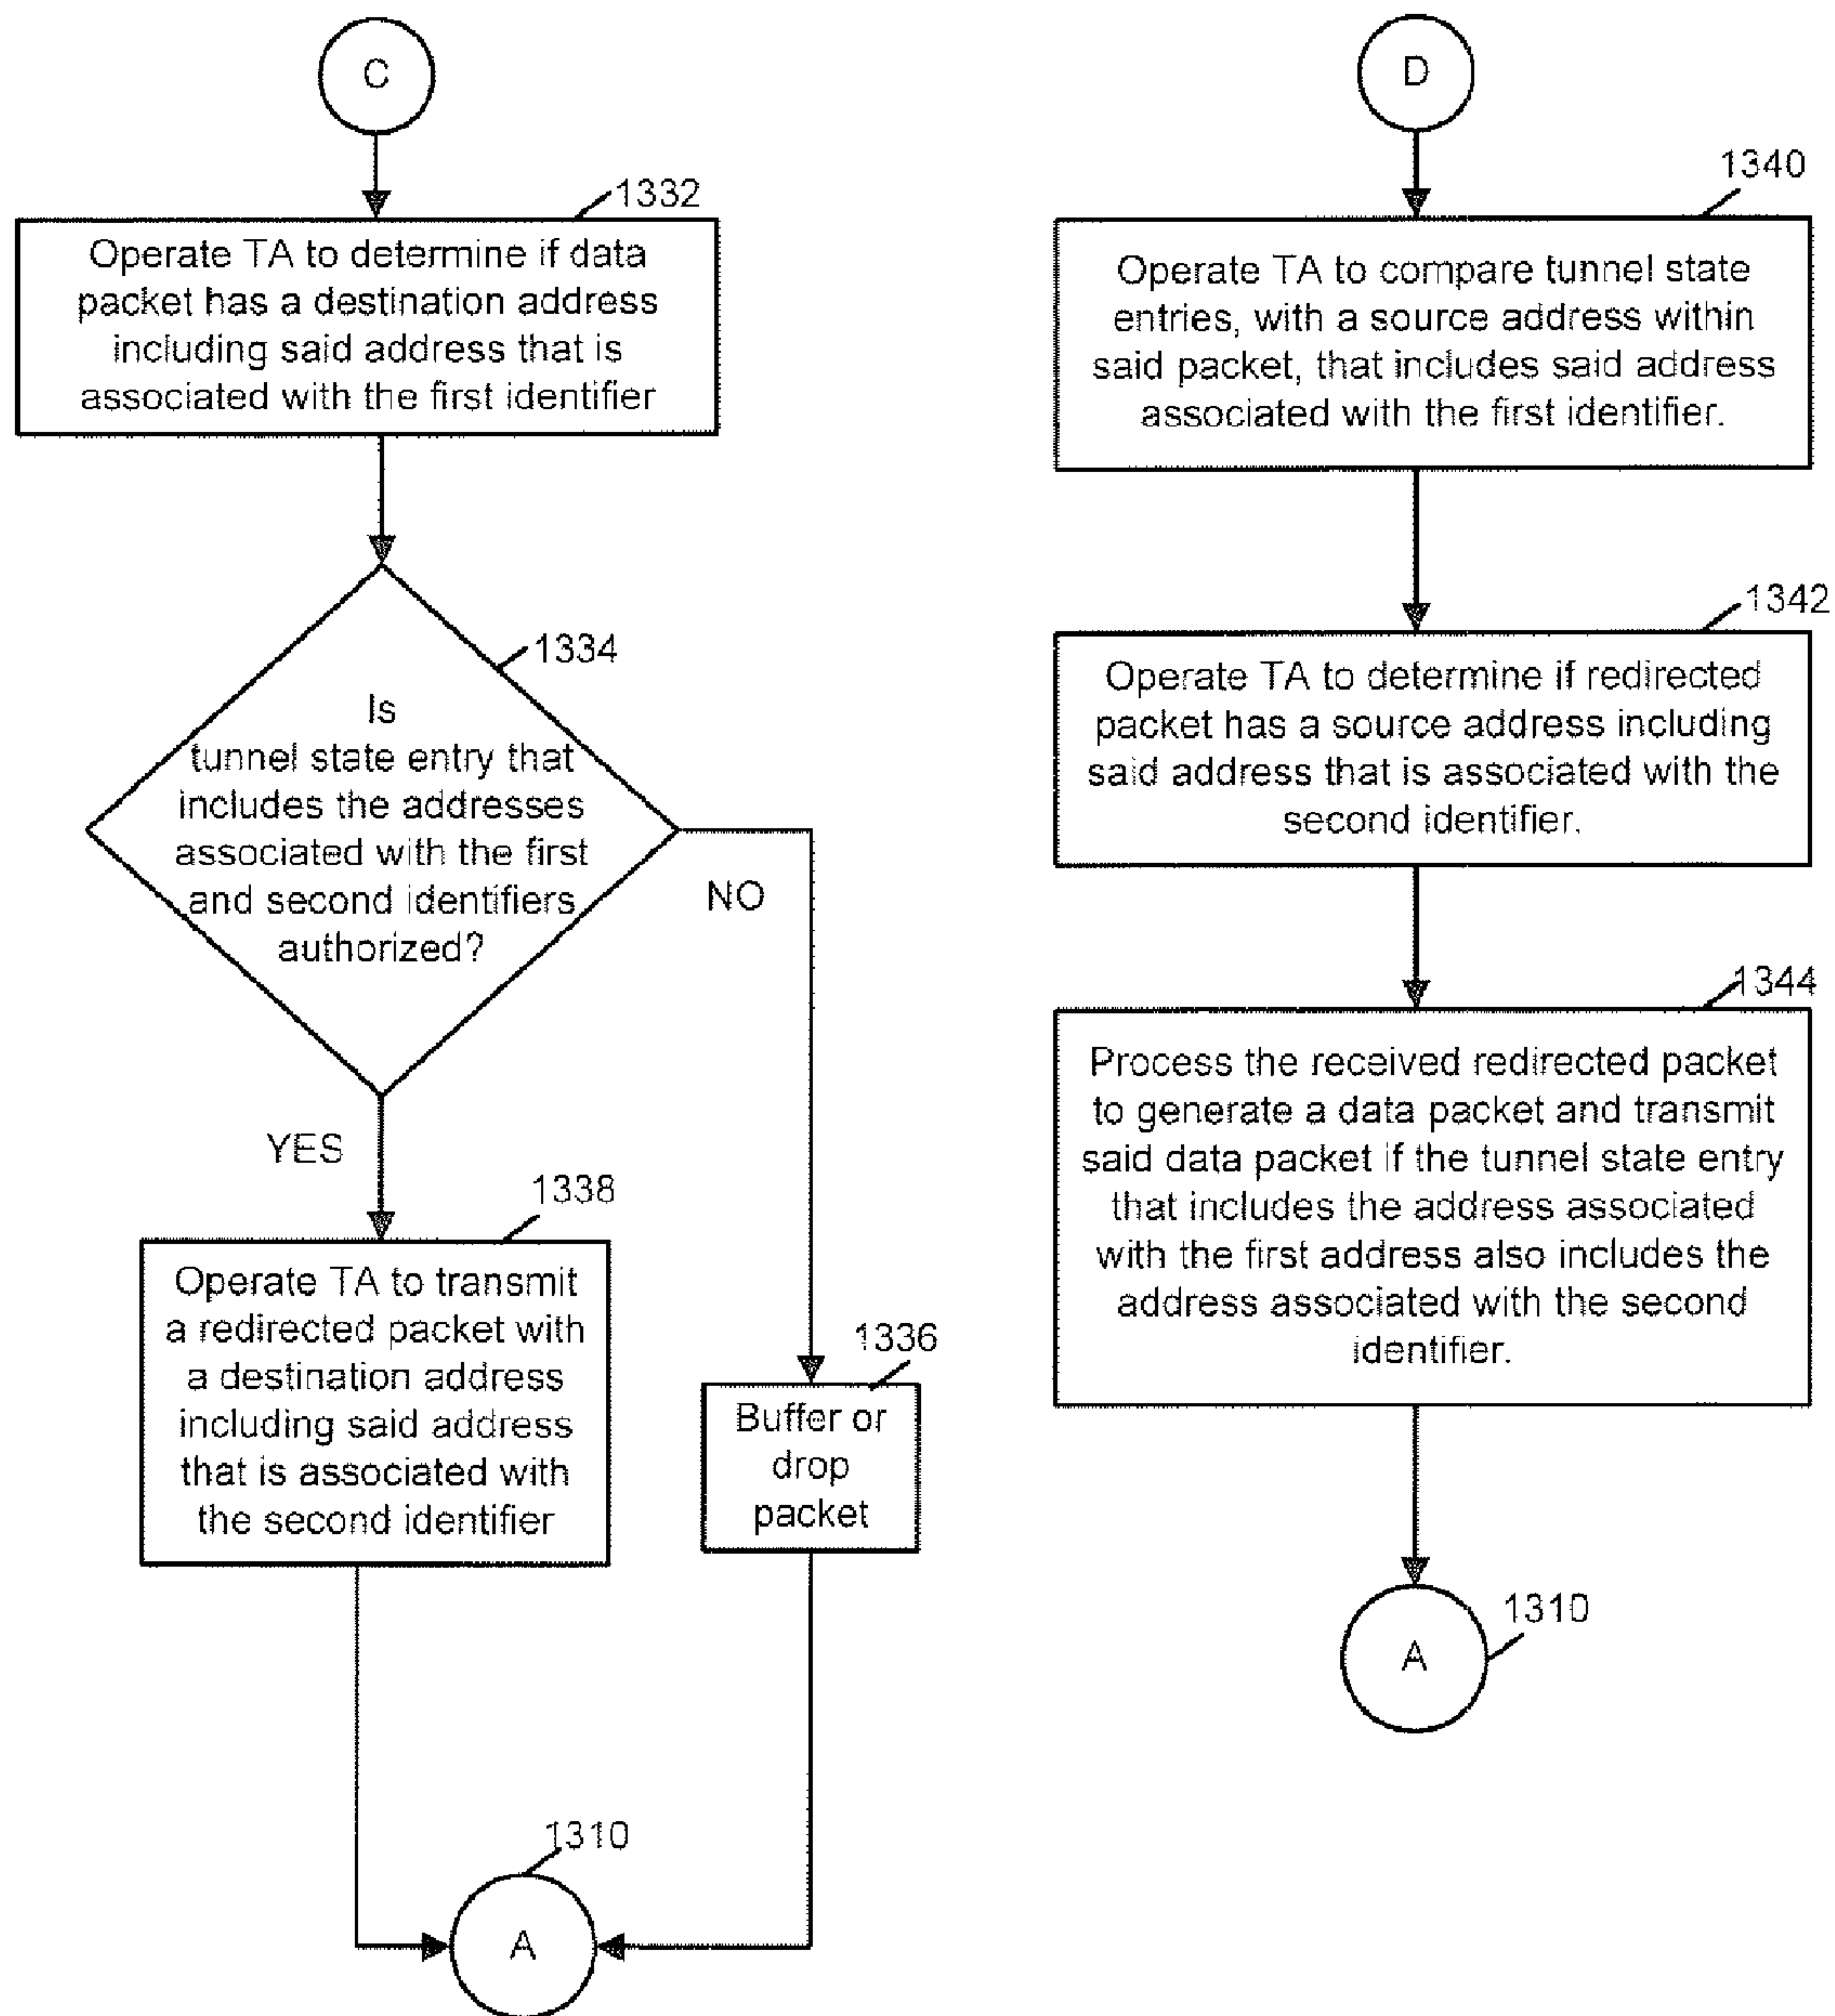 C
1332
Operate TA to determine if data
packet has a destination address
including said address that is
associated with the first identifier
1334
Is
tunnel state entry that
includes the addresses
associated with the first
and second identifiers
authorized?
NO
YES
1338
Operate TA to transmit
a redirected packet with
a destination address
including said address
that is associated with
the second identifier
1336
Buffer or
drop
packet
1310
A
D
1340
Operate TA to compare tunnel state
entries, with a source address within
said packet, that includes said address
associated with the first identifier.
1342
Operate TA to determine if redirected
packet has a source address including
said address that is associated with the
second identifier.
1344
Process the received redirected packet
to generate a data packet and transmit
said data packet if the tunnel state entry
that includes the address associated
with the first address also includes the
address associated with the second
identifier.
1310
A